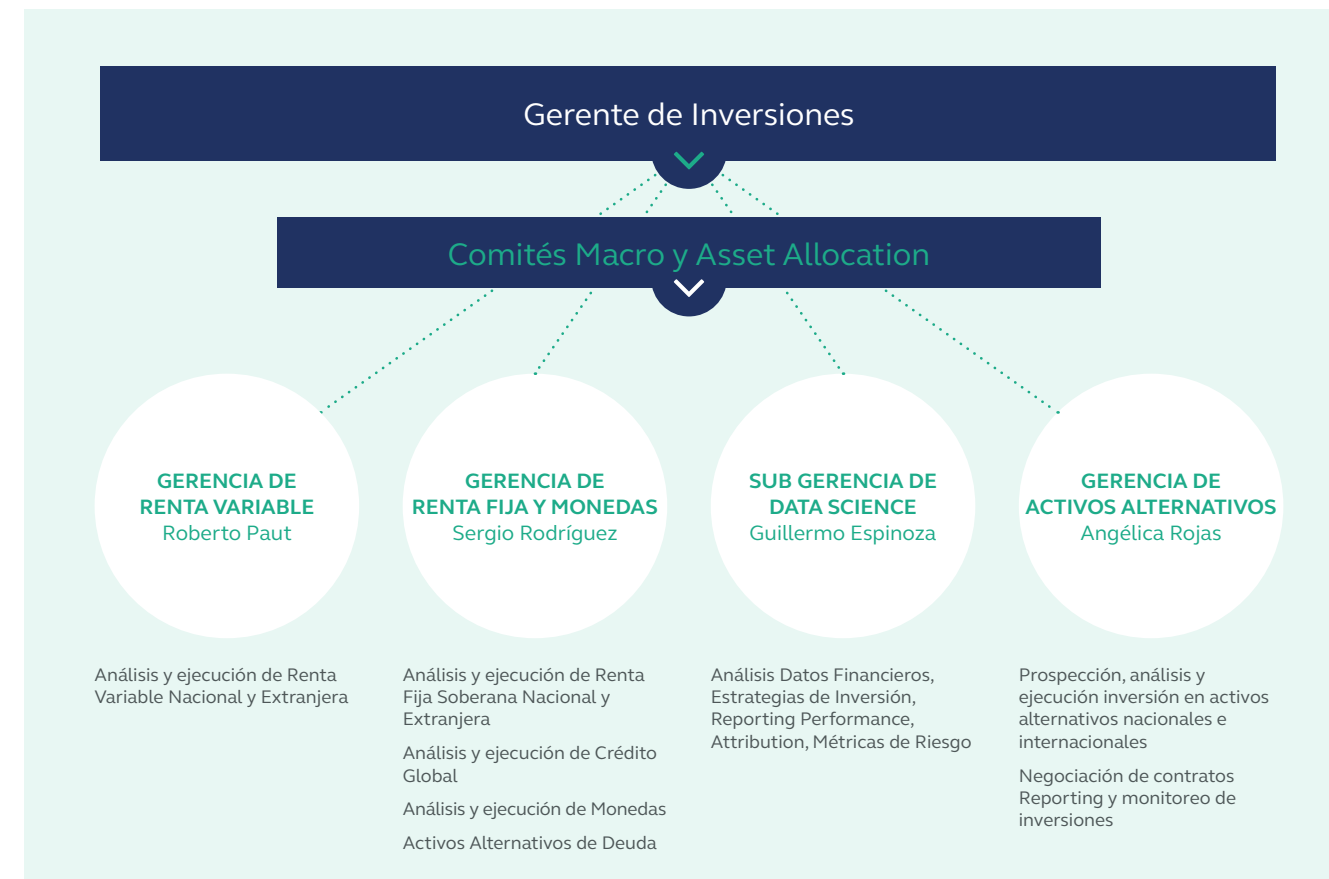 Gerente de Inversiones
Comités Macro y Asset Allocation
GERENCIA DE
RENTA VARIABLE
Roberto Paut
Análisis y ejecución de Renta
Variable Nacional y Extranjera
GERENCIA DE
RENTA FIJA Y MONEDAS
Sergio Rodríguez
Análisis y ejecución de Renta
Fija Soberana Nacional y
Extranjera
Análisis y ejecución de Crédito
Global
Análisis y ejecución de Monedas
Activos Alternativos de Deuda
SUB GERENCIA DE
DATA SCIENCE
Guillermo Espinoza
Análisis Datos Financieros,
Estrategias de Inversión,
Reporting Performance,
Attribution, Métricas de Riesgo
GERENCIA DE
ACTIVOS ALTERNATIVOS
Angélica Rojas
Prospección, análisis y
ejecución inversión en activos
alternativos nacionales e
internacionales
Negociación de contratos
Reporting y monitoreo de
inversiones